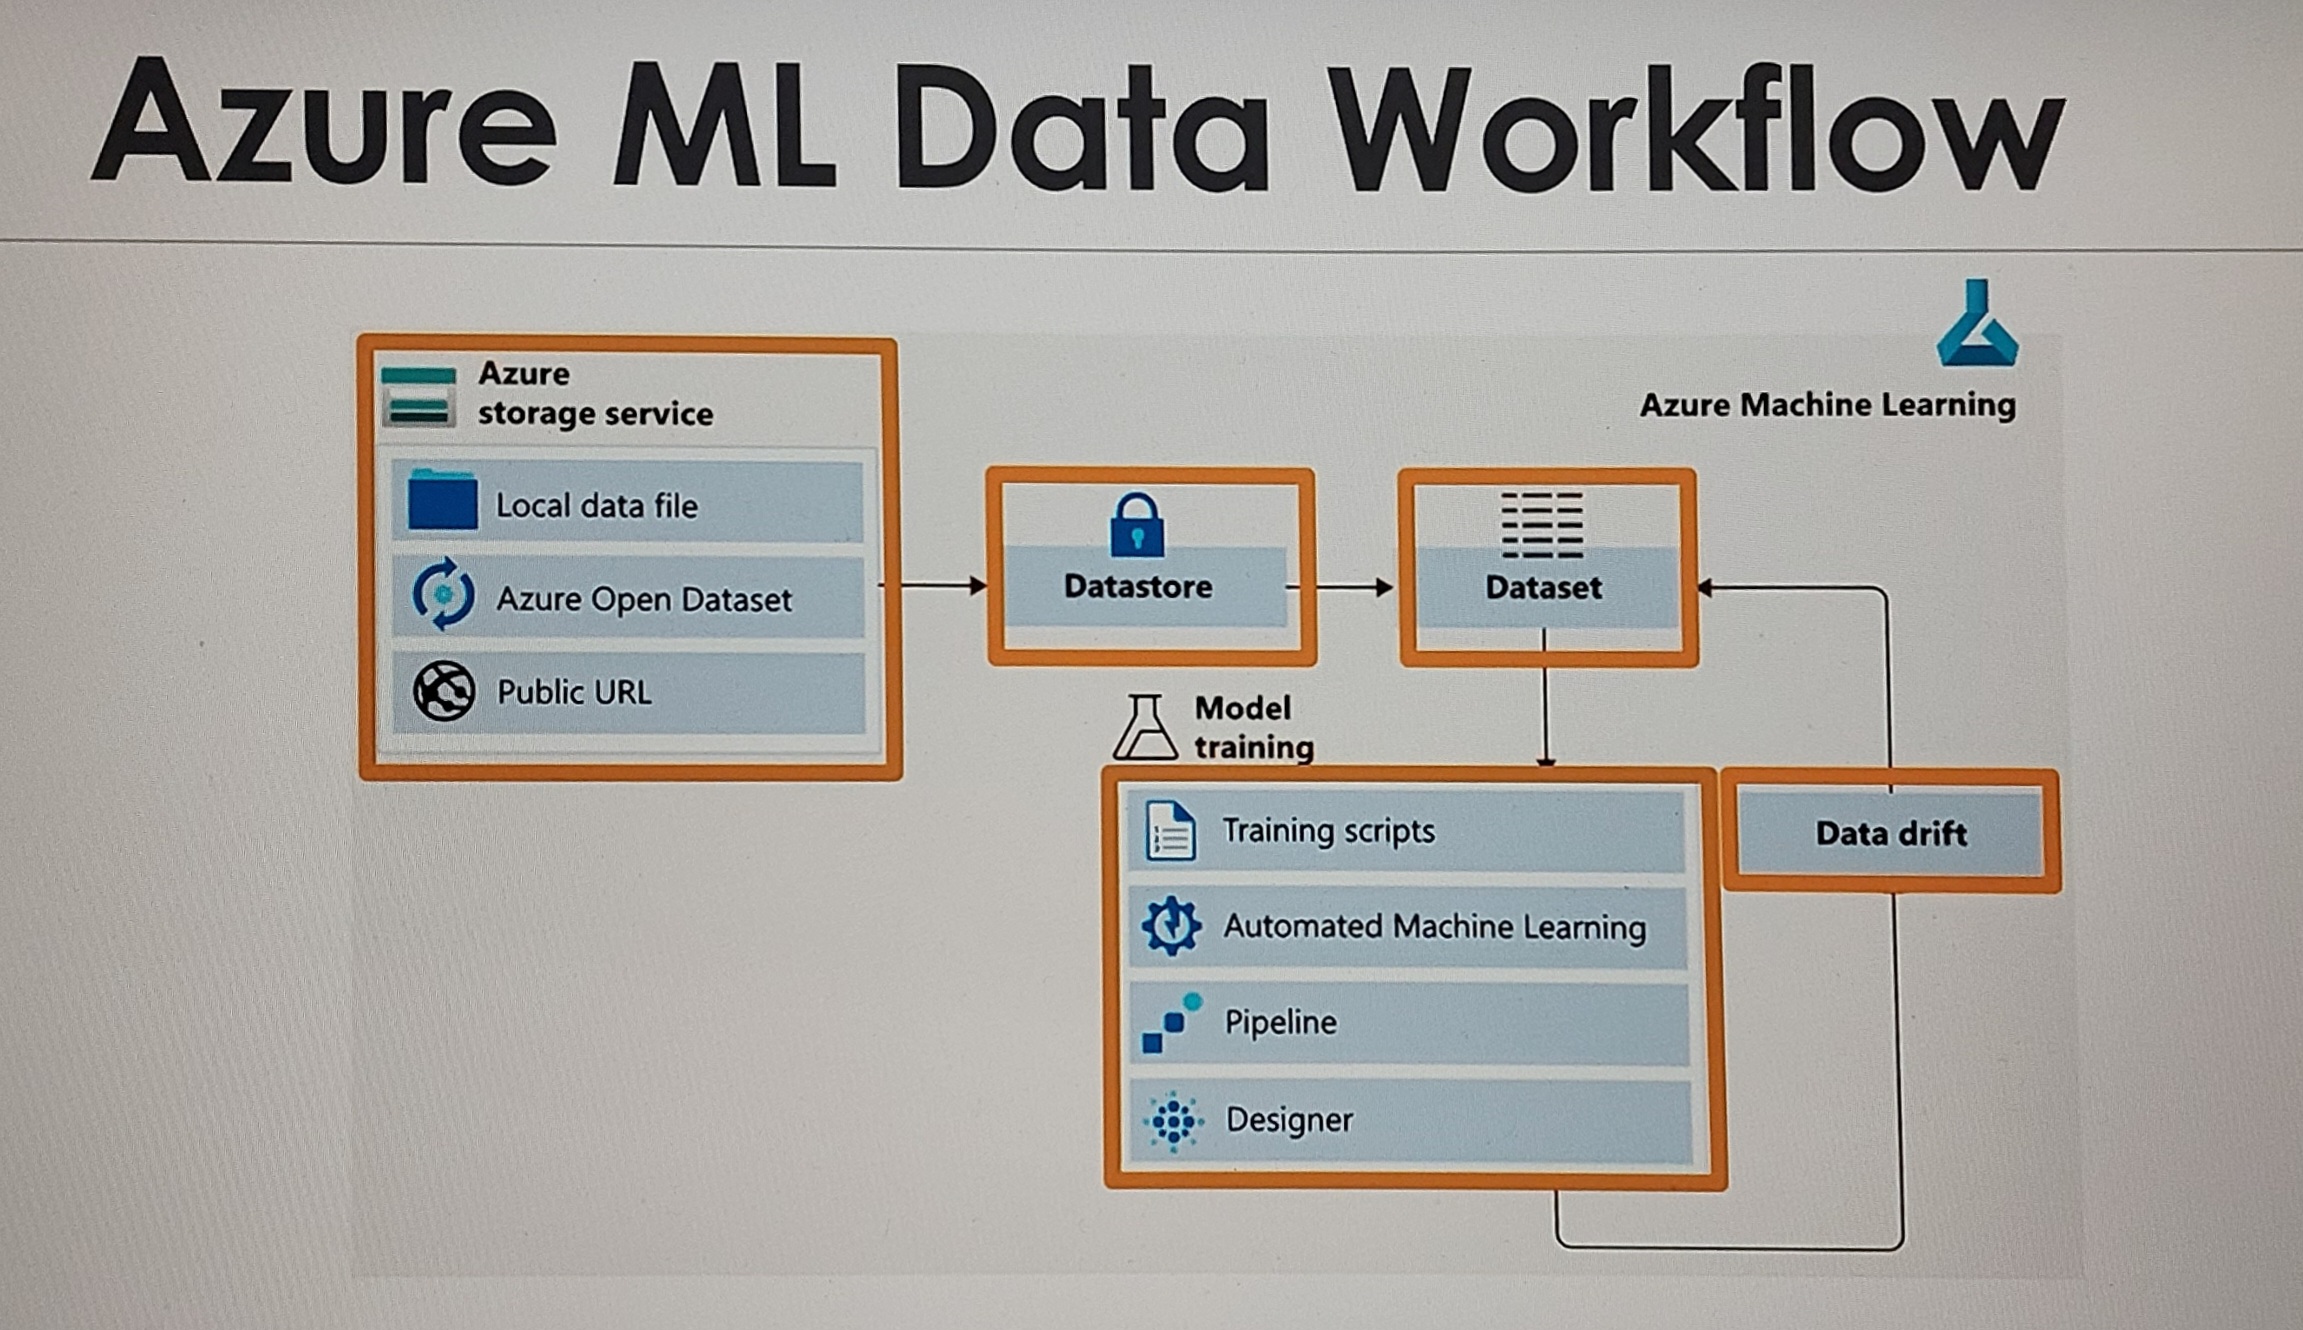 Azure ML Data Workflow
Azure Machine Learning
Azure
storage service
Local data file
Azure Open Dataset
Public URL
Datastore
Dataset
Model
training
Training scripts
Automated Machine Learning
Pipeline
Designer
Data drift